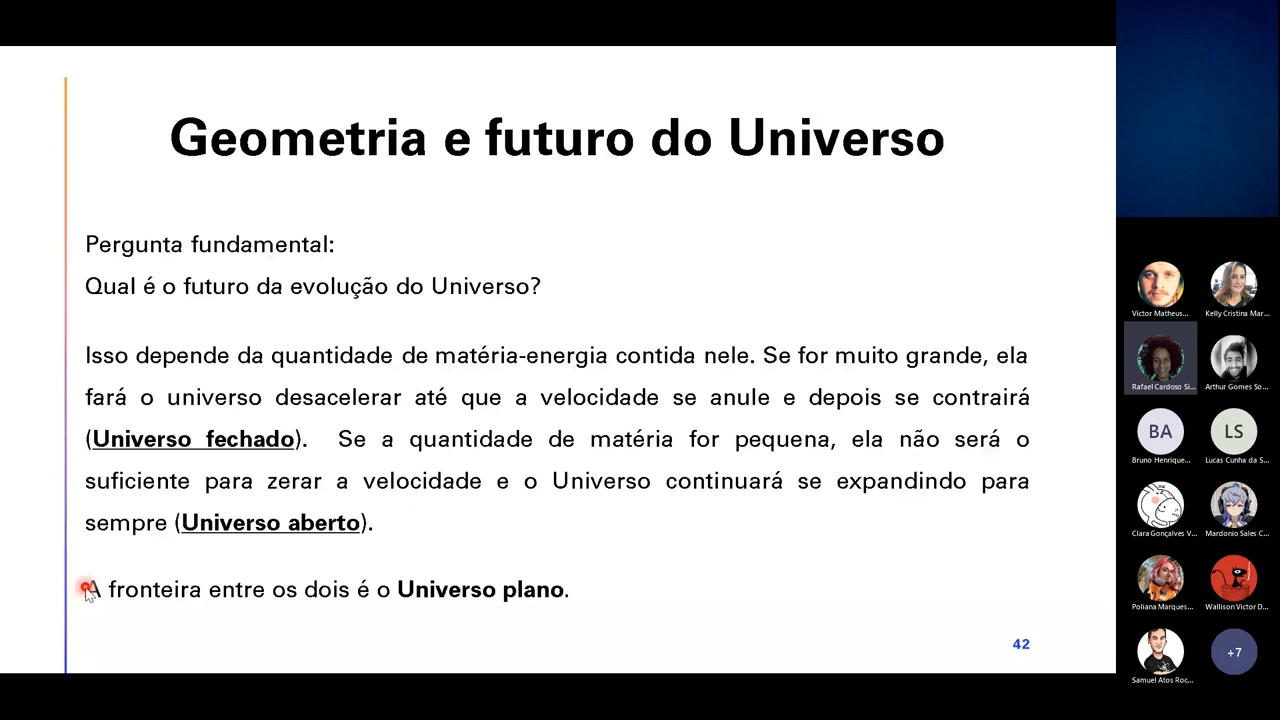 Geometria e futuro do Universo
Pergunta fundamental:
Qual é o futuro da evolução do Universo?
Isso depende da quantidade de matéria-energia contida nele. Se for muito grande, ela
fará o universo desacelerar até que a velocidade se anule e depois se contrairá
(Universo fechado). Se a quantidade de matéria for pequena, ela não será o
suficiente para zerar a velocidade e o Universo continuará se expandindo para
sempre (Universo aberto).
A fronteira entre os dois é o Universo plano.
42
Victor Matheus...
Kelly Cristina Mar...
Rafael Cardoso Si...
Arthur Gomes So...
BA
LS
Bruno Henrique...
Lucas Cunha da S...
Clara Gonçalves V...
Mardonio Sales C...
Poliana Marques...
Wallison Victor D...
+7
Samuel Atos Roc...